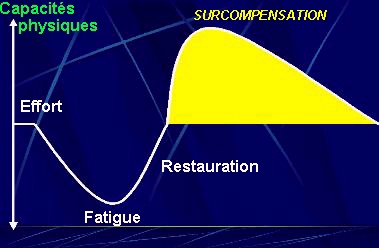 Capacités
physiques
SURCOMPENSATION
Effort
Restauration
Fatigue